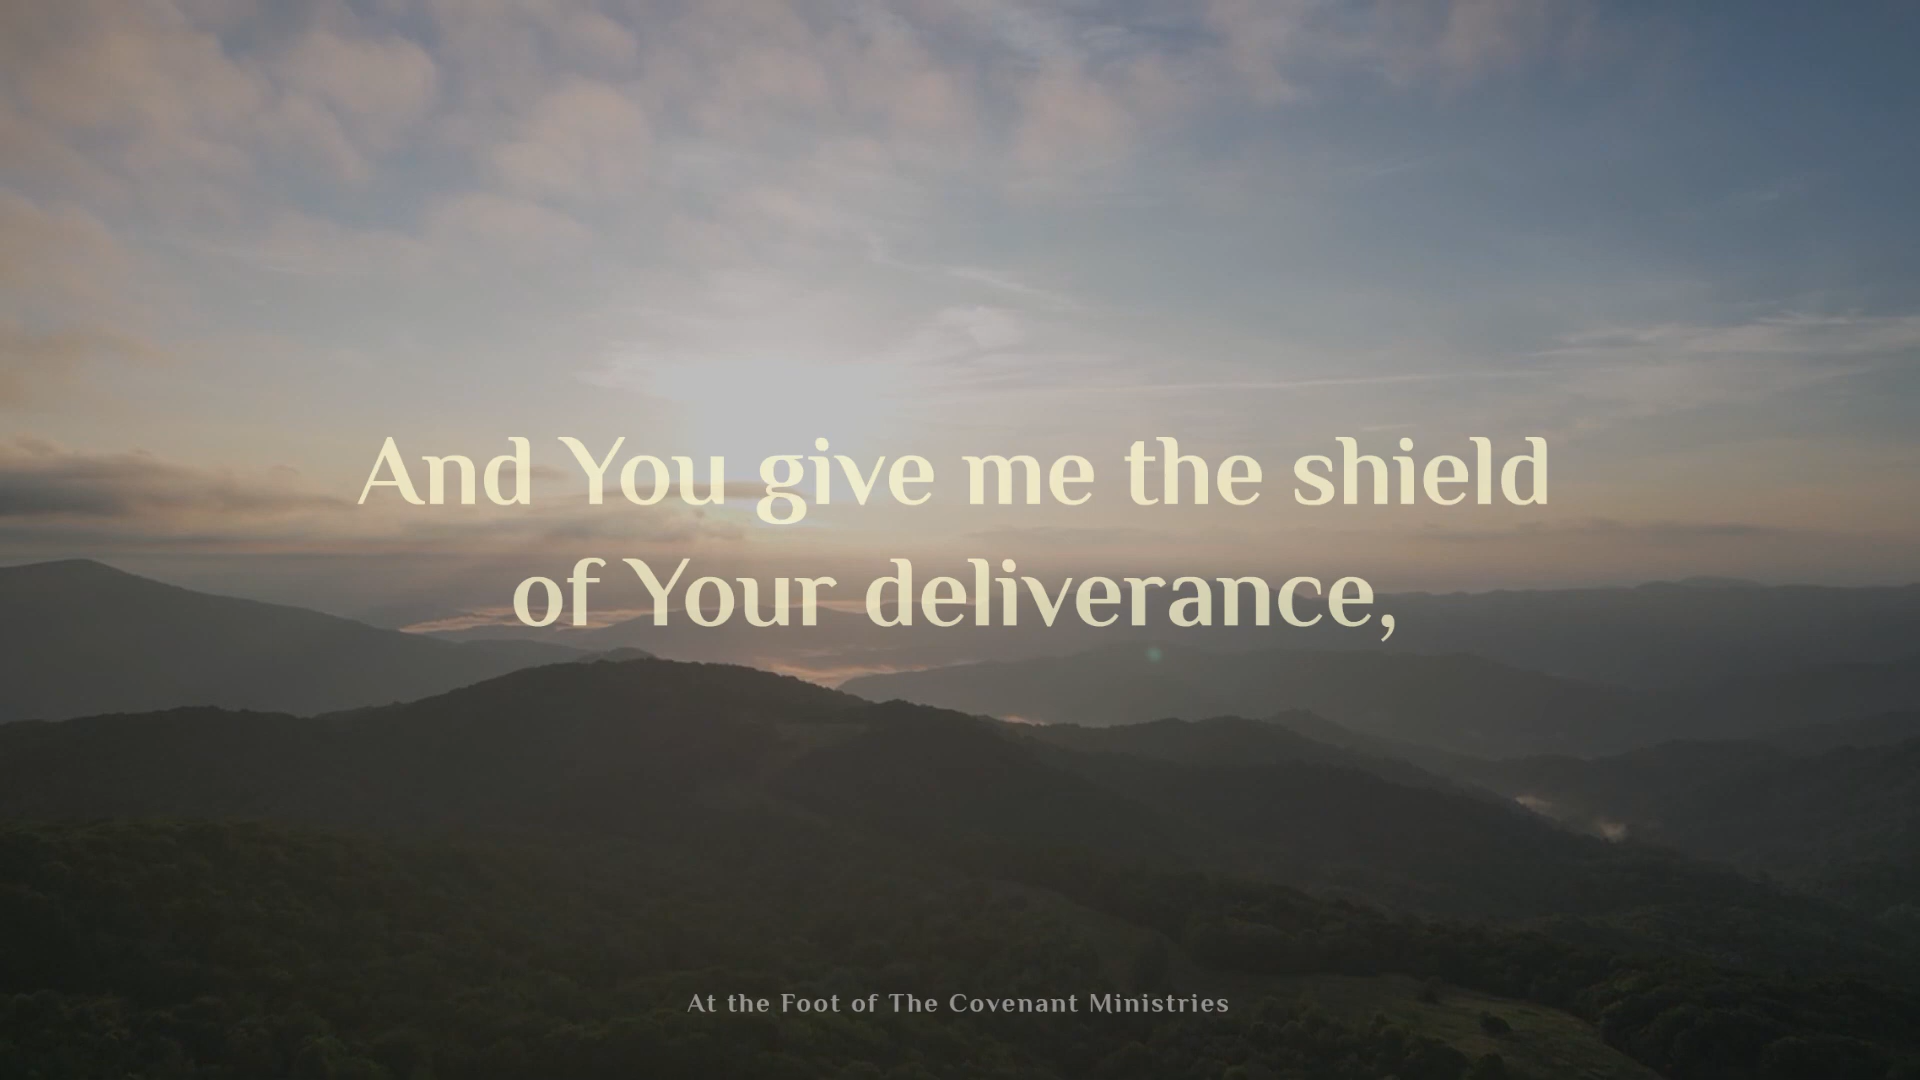 And You give me the shield
of Your deliverance,
At the Foot of The Covenant Ministries